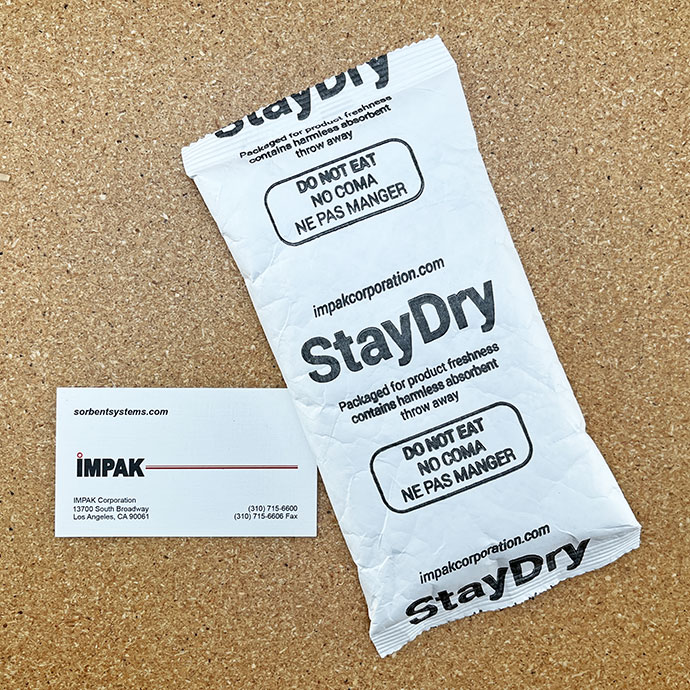 StayDry
Packaged for product freshness
contains harmless absorbent
throw away
DO NOT EAT
NO COMA
NE PAS MANGER
impakcorporation.com
StayDry
Packaged for product freshness
contains harmless absorbent
throw away
DO NOT EAT
NO COMA
NE PAS MANGER
impakcorporation.com
StayDry
sorbentsystems.com
IMPAK
IMPAK Corporation
13700 South Broadway
Los Angeles, CA 90061
(310) 715-6600
(310) 715-6606 Fax